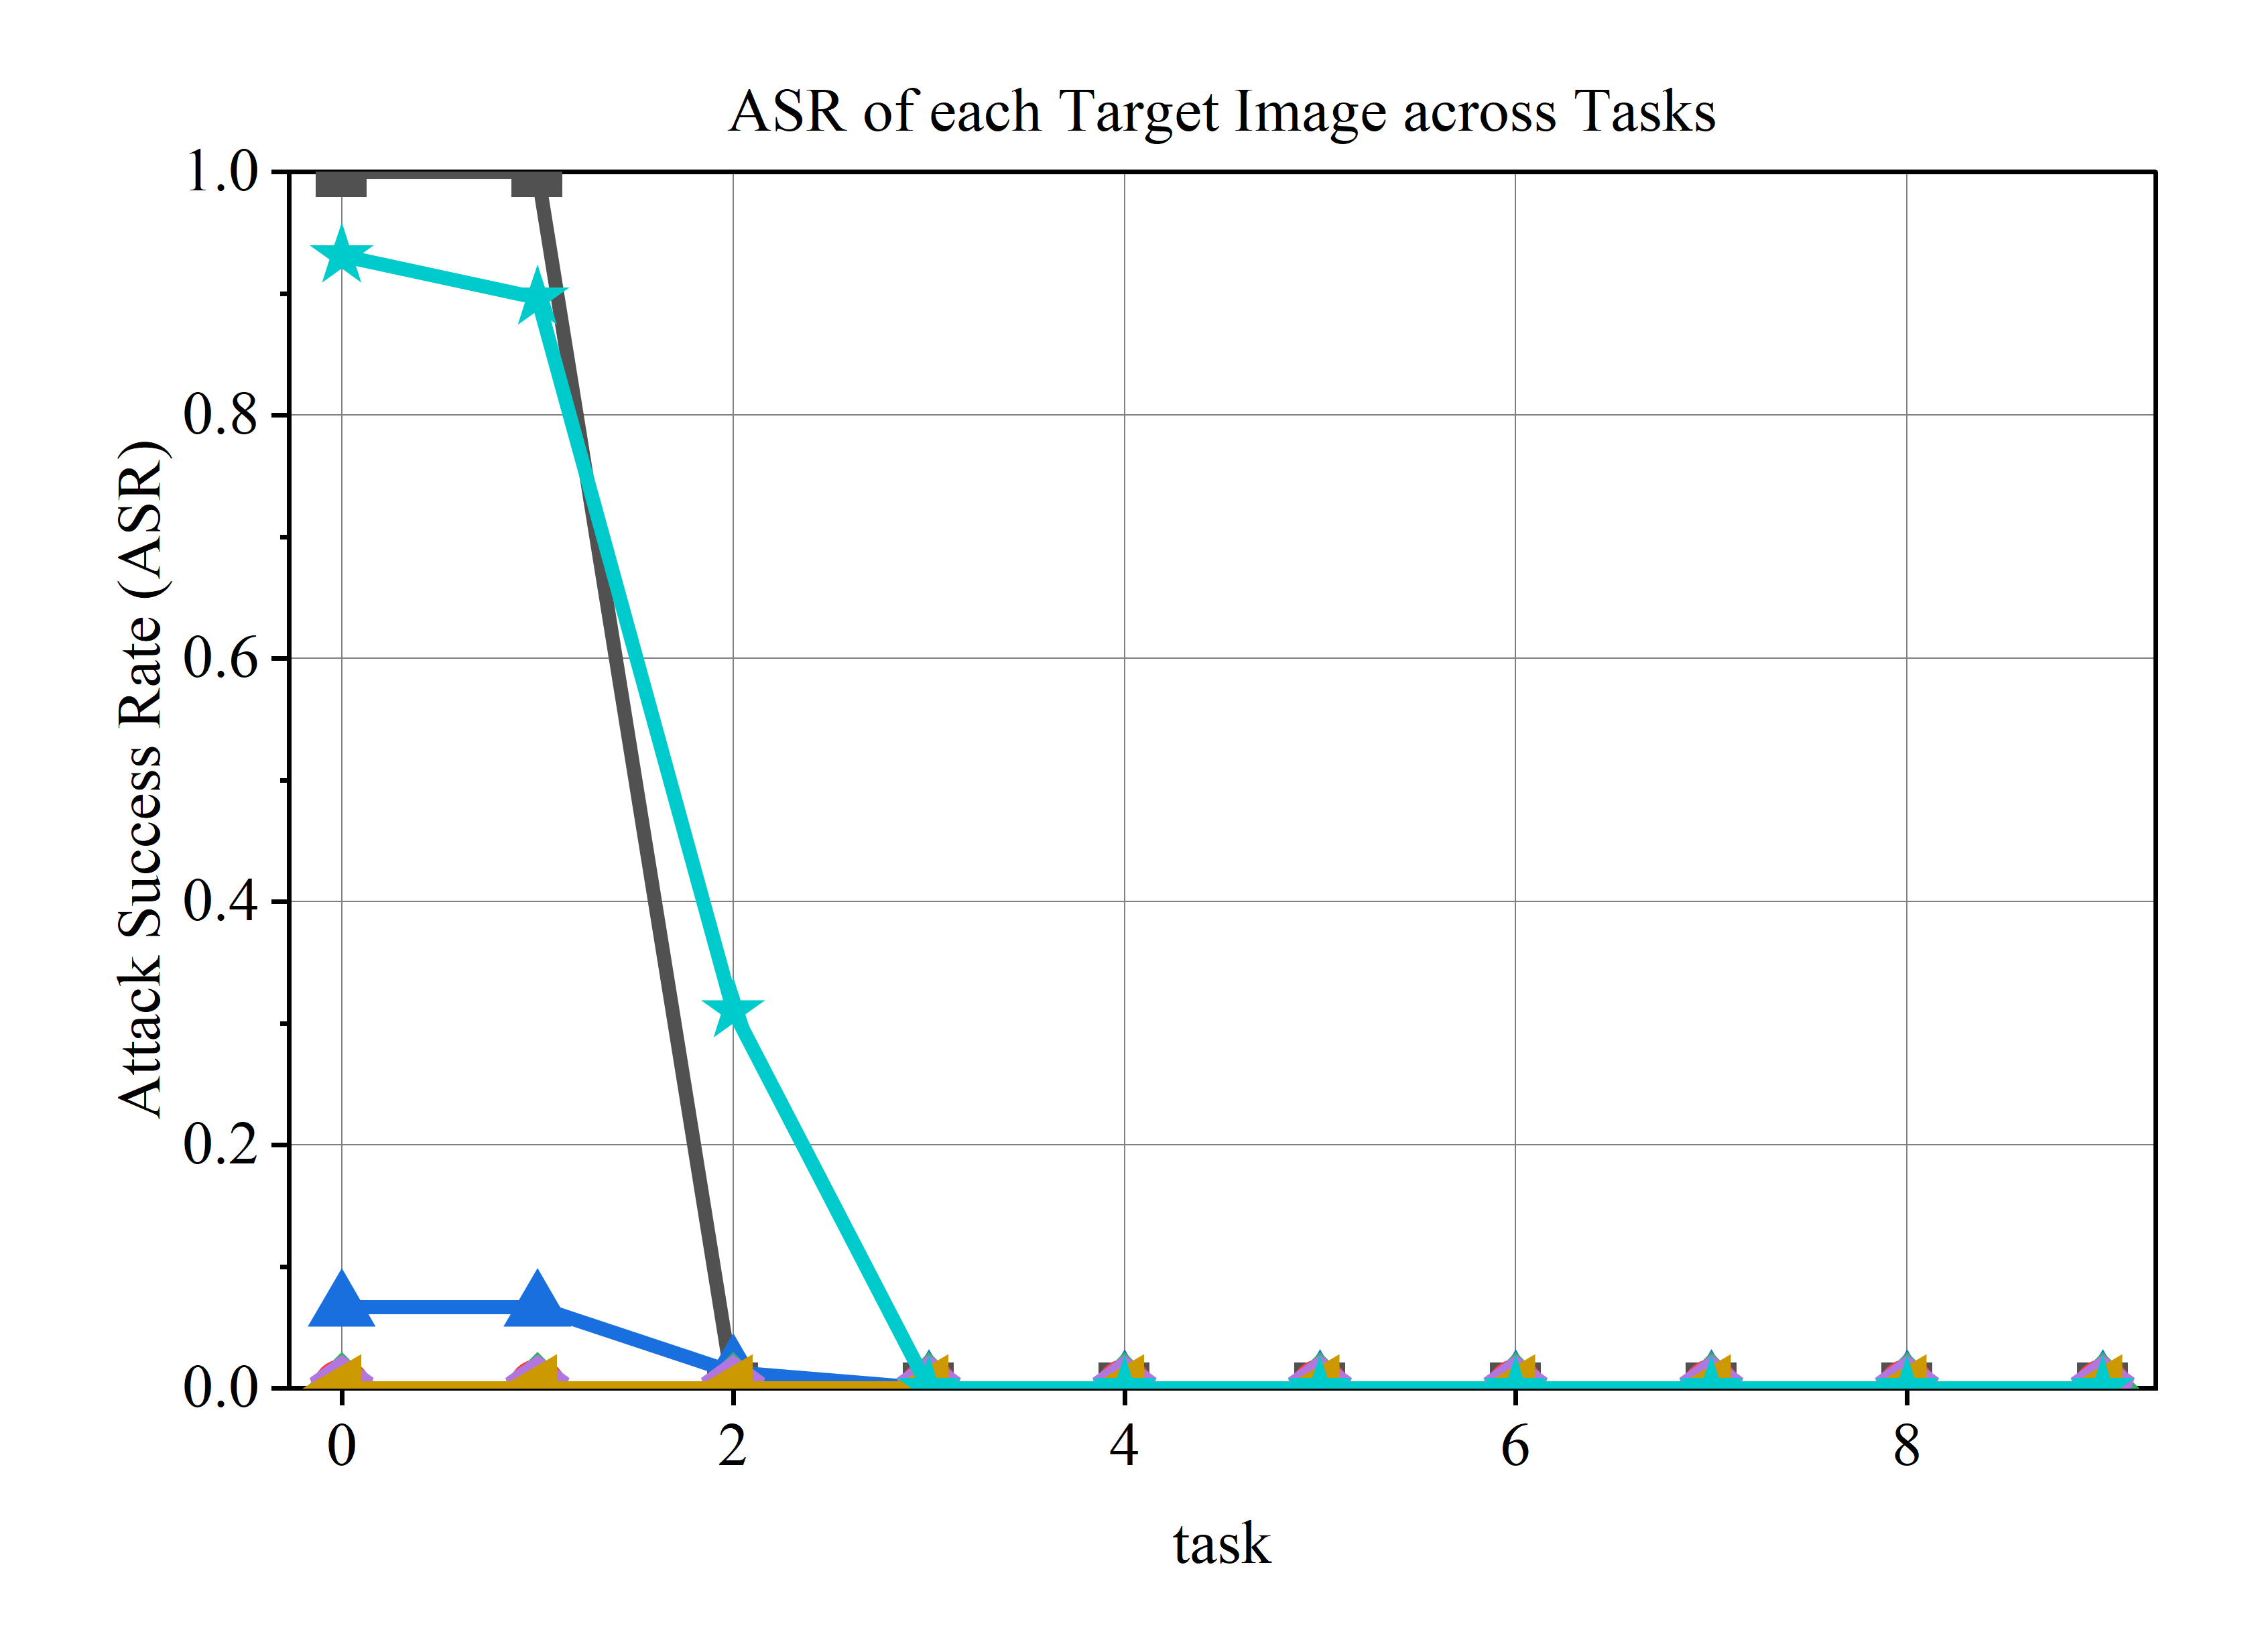 ASR of each Target Image across Tasks
1.0
0.8
0.6
0.4
0.2
0.0
Attack Success Rate (ASR)
0 2 4 6 8
task